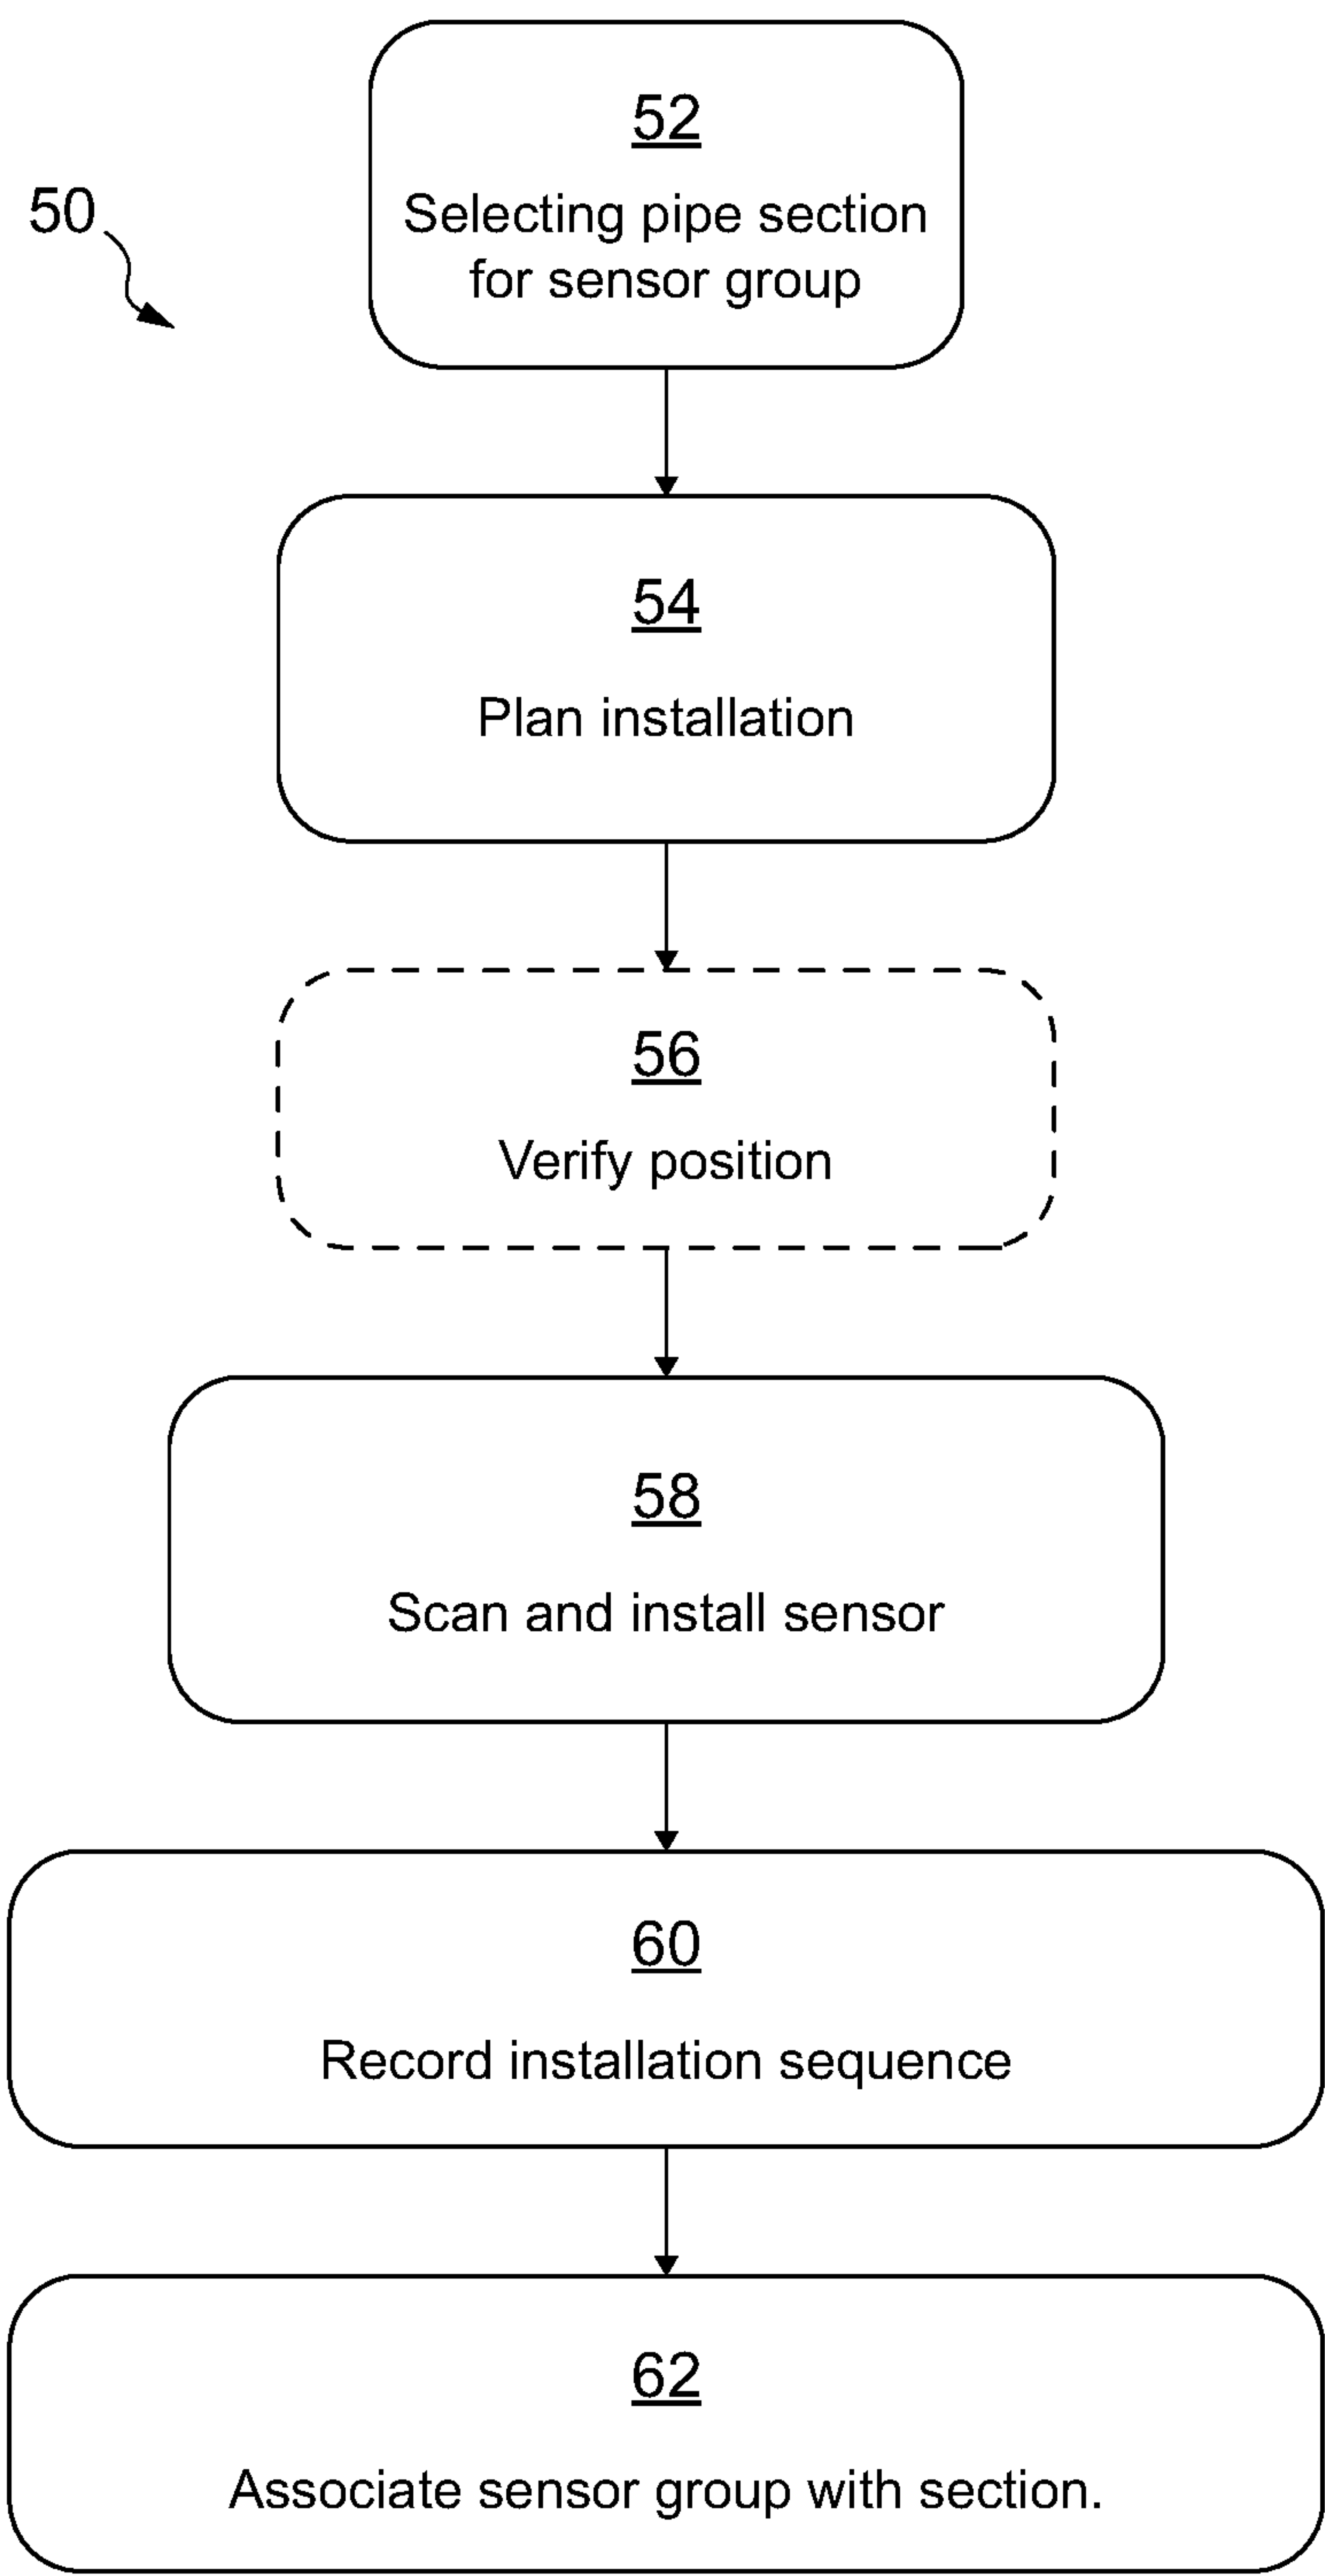 52
Selecting pipe section
for sensor group
50
54
Plan installation
56
Verify position
58
Scan and install sensor
60
Record installation sequence
62
Associate sensor group with section.